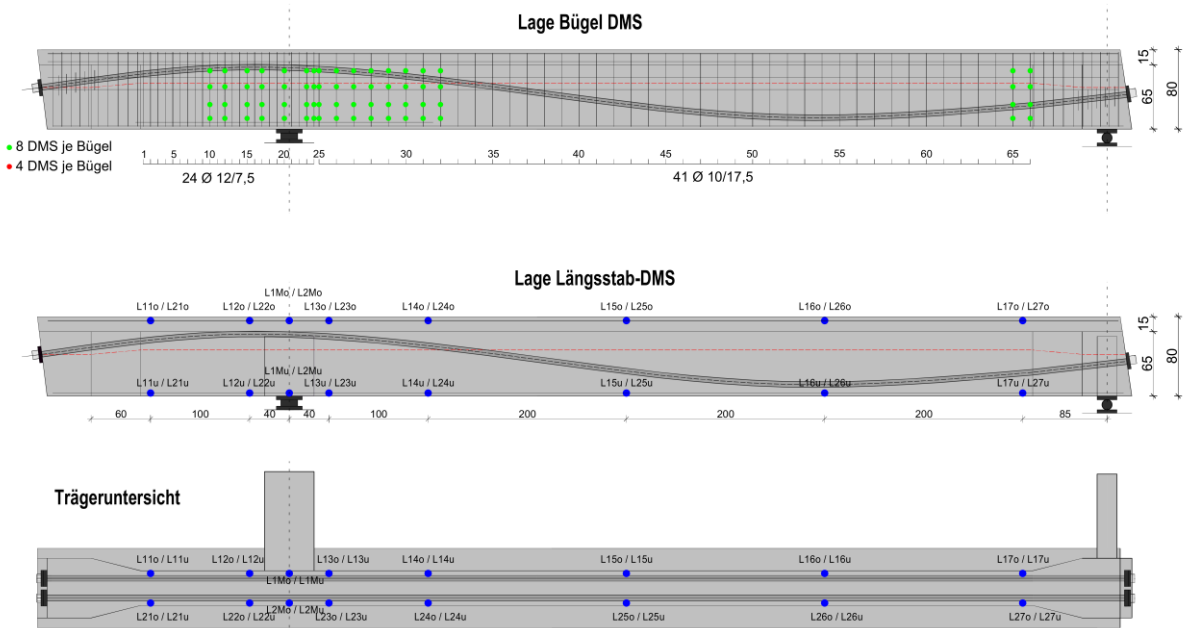 Lage Bügel DMS
15
65
80
8 DMS je Bügel
4 DMS je Bügel
1 5 10 15 20 25 30 35 40 45 50 55 60 65
24 Ø 12/7,5 41 Ø 10/17,5
Lage Längsstab-DMS
L1Mo / L2Mo
L11o / L21o L12o / L22o L13o / L23o L14o / L24o L15o / L25o L16o / L26o L17o / L27o
15
65
80
L1Mu / L2Mu
L11u / L21u L12u / L22u L13u / L23u L14u / L24u L15u / L25u L16u / L26u L17u / L27u
60 100 40 40 100 200 200 200 85
Trägeruntersicht
L11o / L11u L12o / L12u L13o / L13u L14o / L14u L15o / L15u L16o / L16u L17o / L17u
L1Mo / L1Mu
L2Mo / L2Mu
L21o / L21u L22o / L22u L23o / L23u L24o / L24u L25o / L25u L26o / L26u L27o / L27u